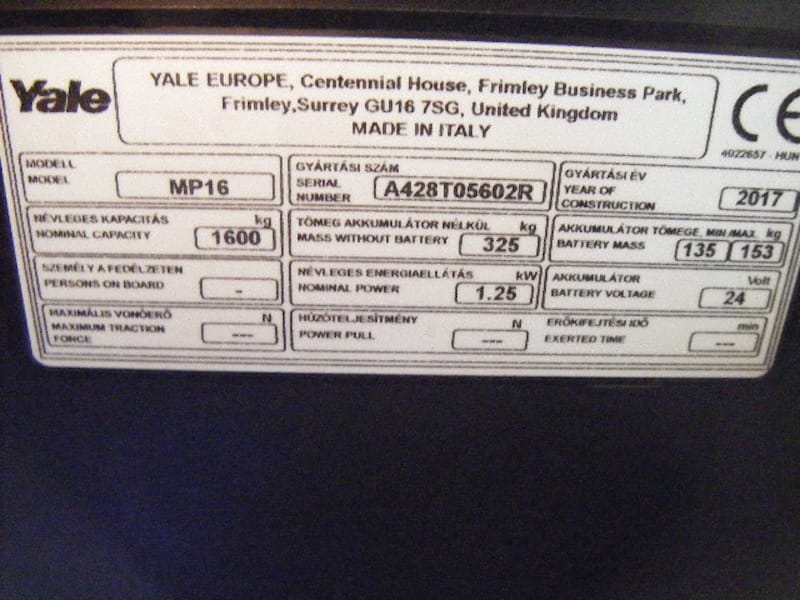 Yale
YALE EUROPE, Centennial House, Frimley Business Park,
Frimley,Surrey GU16 7SG, United Kingdom
MADE IN ITALY
CE
4022657 - HUN
MODELL
MODEL
MP16
GYÁRTÁSI SZÁM
SERIAL
NUMBER
A428T05602R
GYÁRTÁSI ÉV
YEAR OF
CONSTRUCTION
2017
NÉVLEGES KAPACITÁS kg
NOMINAL CAPACITY 1600
TÖMEG AKKUMULÁTOR NÉLKÜL kg
MASS WITHOUT BATTERY 325
AKKUMULÁTOR TÖMEGE, MIN /MAX kg
BATTERY MASS 135 153
SZEMÉLY A FEDÉLZETEN
PERSONS ON BOARD -
NÉVLEGES ENERGIAELLÁTÁS kW
NOMINAL POWER 1.25
AKKUMULÁTOR Volt
BATTERY VOLTAGE 24
MAXIMÁLIS VONÓERŐ N
MAXIMUM TRACTION
FORCE ---
HÚZÓTELJESÍTMÉNY N
POWER PULL ---
ERŐKIFEJTÉSI IDŐ min
EXERTED TIME ---